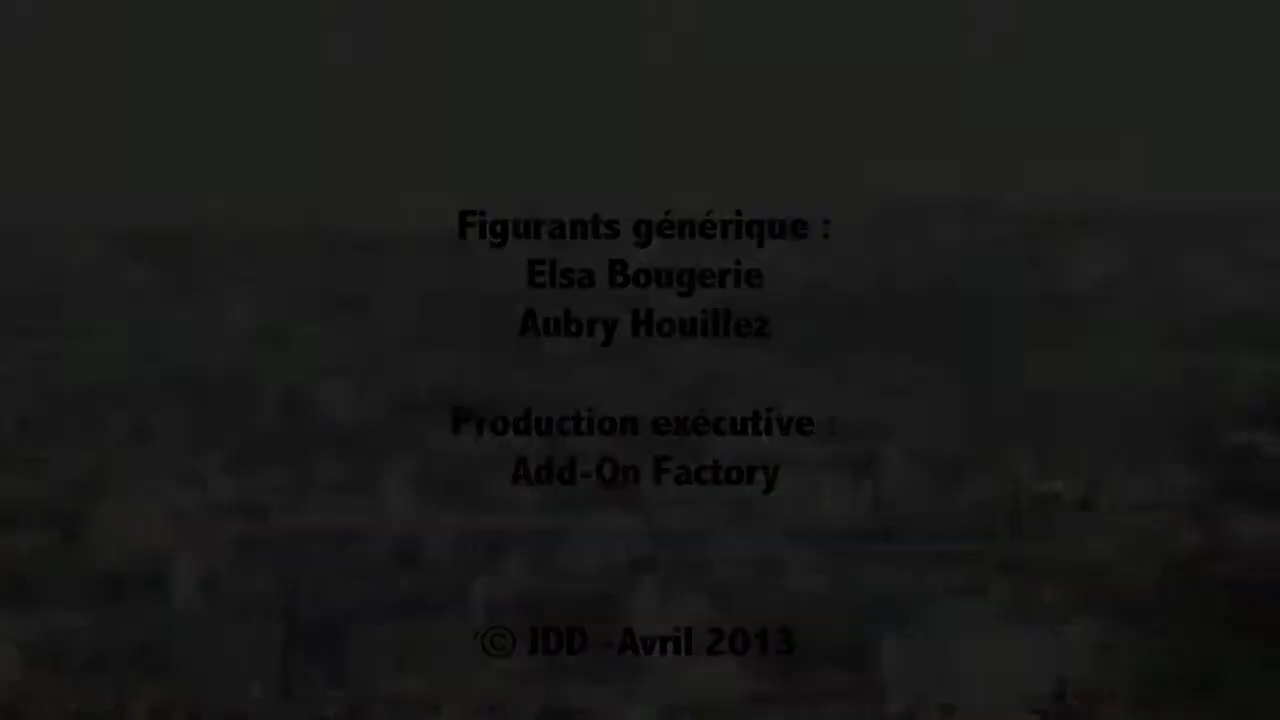 Figurants générique :
Elsa Bougerie
Aubry Houillez
Production exécutive :
Add-On Factory
© JDD -Avril 2013